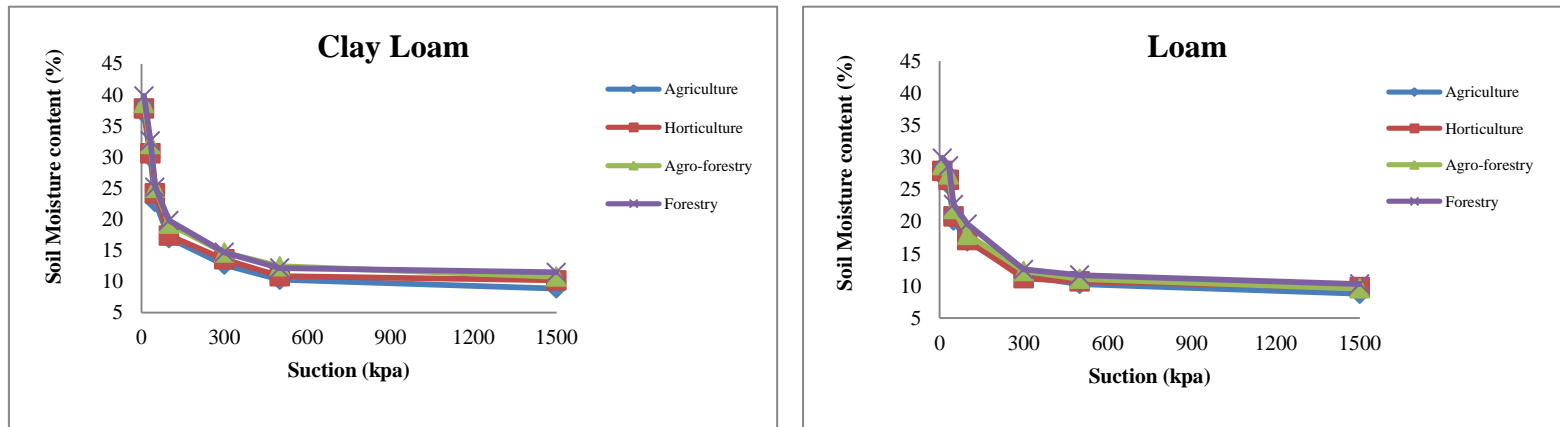 Clay Loam
Soil Moisture content (%)
45
40
35
30
25
20
15
10
5
0 300 600 900 1200 1500
Suction (kpa)
Agriculture
Horticulture
Agro-forestry
Forestry
Loam
Soil Moisture content (%)
45
40
35
30
25
20
15
10
5
0 300 600 900 1200 1500
Suction (kpa)
Agriculture
Horticulture
Agro-forestry
Forestry